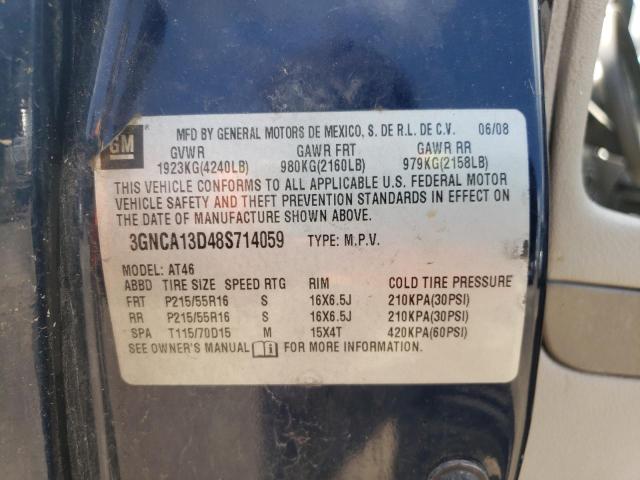 GM MFD BY GENERAL MOTORS DE MEXICO, S. DE R.L. DE C.V. 06/08
GVWR GAWR FRT GAWR RR
1923KG(4240LB) 980KG(2160LB) 979KG(2158LB)
THIS VEHICLE CONFORMS TO ALL APPLICABLE U.S. FEDERAL MOTOR
VEHICLE SAFETY AND THEFT PREVENTION STANDARDS IN EFFECT ON
THE DATE OF MANUFACTURE SHOWN ABOVE.
3GNCA13D48S714059 TYPE: M.P.V.
MODEL: AT46
ABBD TIRE SIZE SPEED RTG RIM COLD TIRE PRESSURE
FRT P215/55R16 S 16X6.5J 210KPA(30PSI)
RR P215/55R16 S 16X6.5J 210KPA(30PSI)
SPA T115/70D15 M 15X4T 420KPA(60PSI)
SEE OWNER'S MANUAL i FOR MORE INFORMATION.